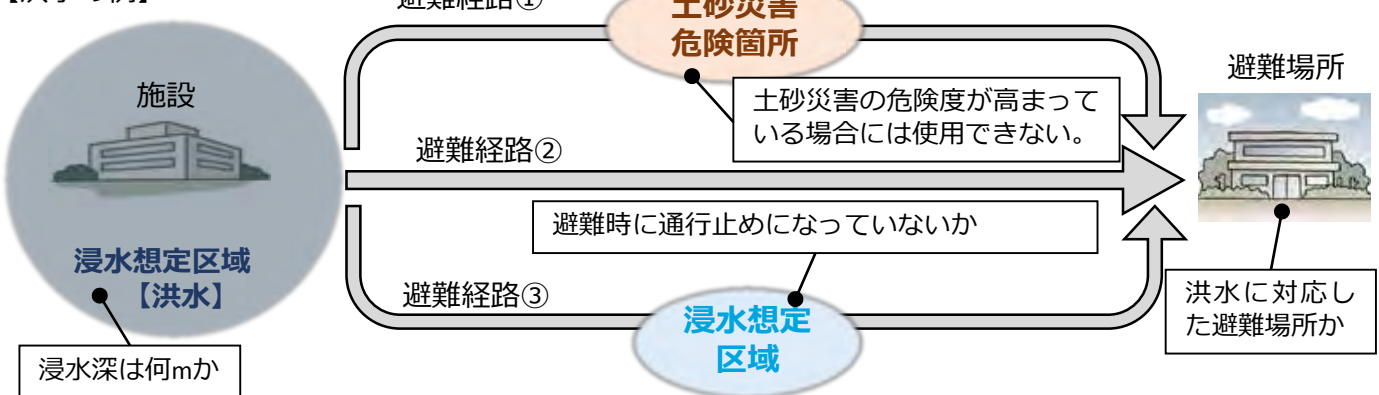 避難経路①
土砂災害
危険箇所
避難場所
施設
土砂災害の危険度が高まって
いる場合には使用できない。
避難経路②
避難時に通行止めになっていないか
浸水想定区域
【洪水】
避難経路③
浸水想定
区域
洪水に対応し
た避難場所か
浸水深は何mか